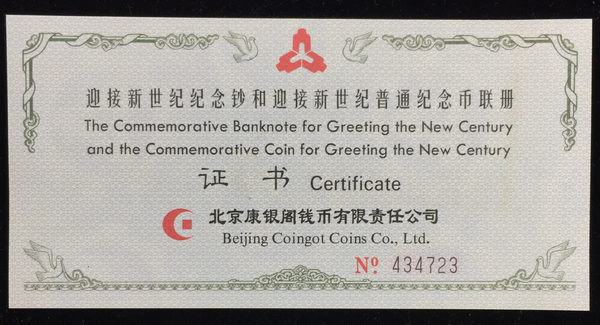 迎接新世纪纪念钞和迎接新世纪普通纪念币联册
The Commemorative Banknote for Greeting the New Century
and the Commemorative Coin for Greeting the New Century
证 书 Certificate
北京康银阁钱币有限责任公司
Beijing Coingot Coins Co., Ltd.
Nº 434723